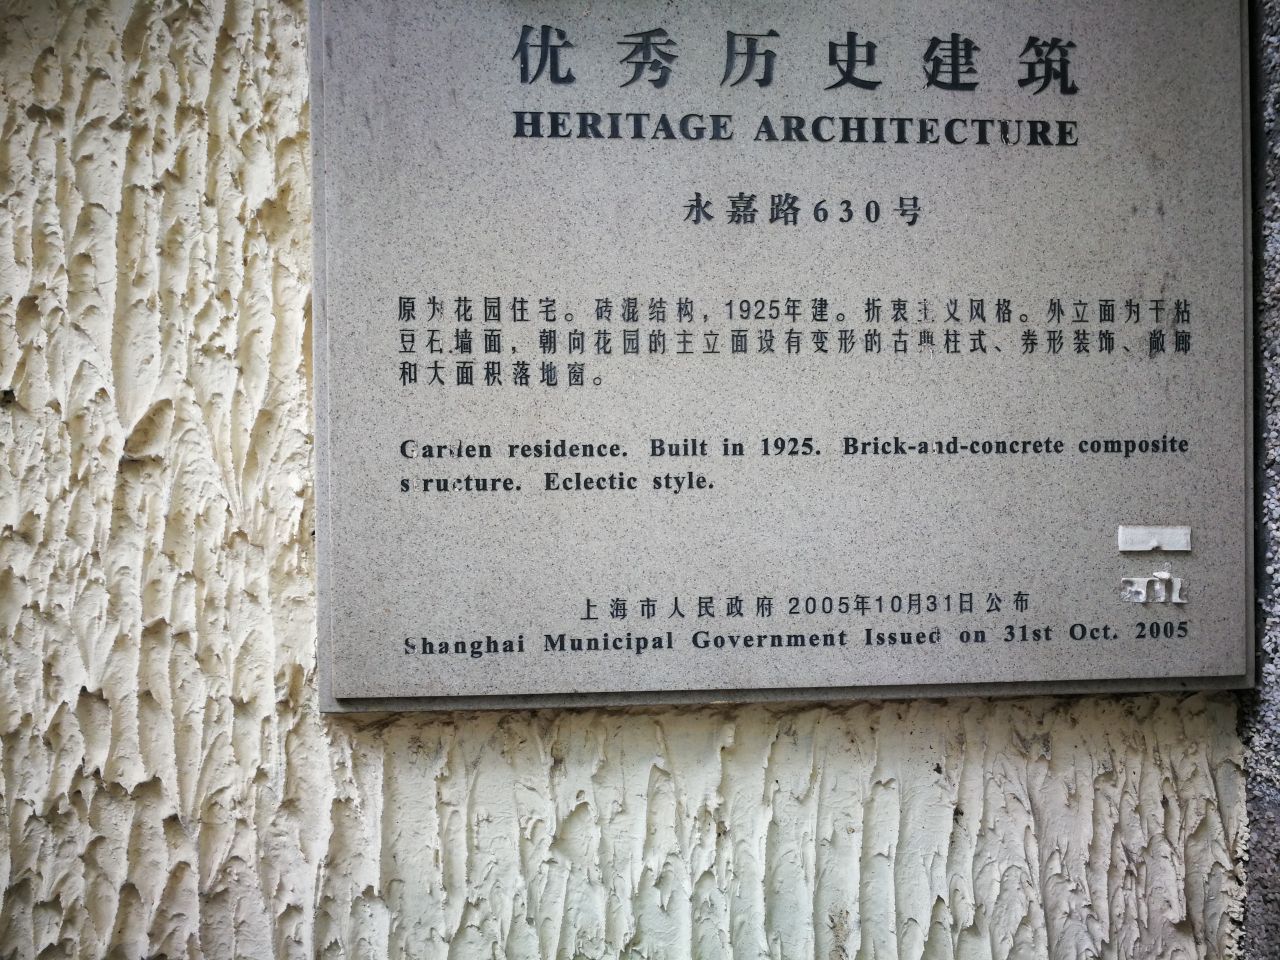 优秀历史建筑
HERITAGE ARCHITECTURE
永嘉路630号
原为花园住宅。砖混结构，1925年建。折衷主义风格。外立面为干粘
豆石墙面，朝向花园的主立面设有变形的古典柱式、券形装饰、敞廊
和大面积落地窗。
Garden residence. Built in 1925. Brick-and-concrete composite
structure. Eclectic style.
上海市人民政府 2005年10月31日公布
Shanghai Municipal Government Issued on 31st Oct. 2005